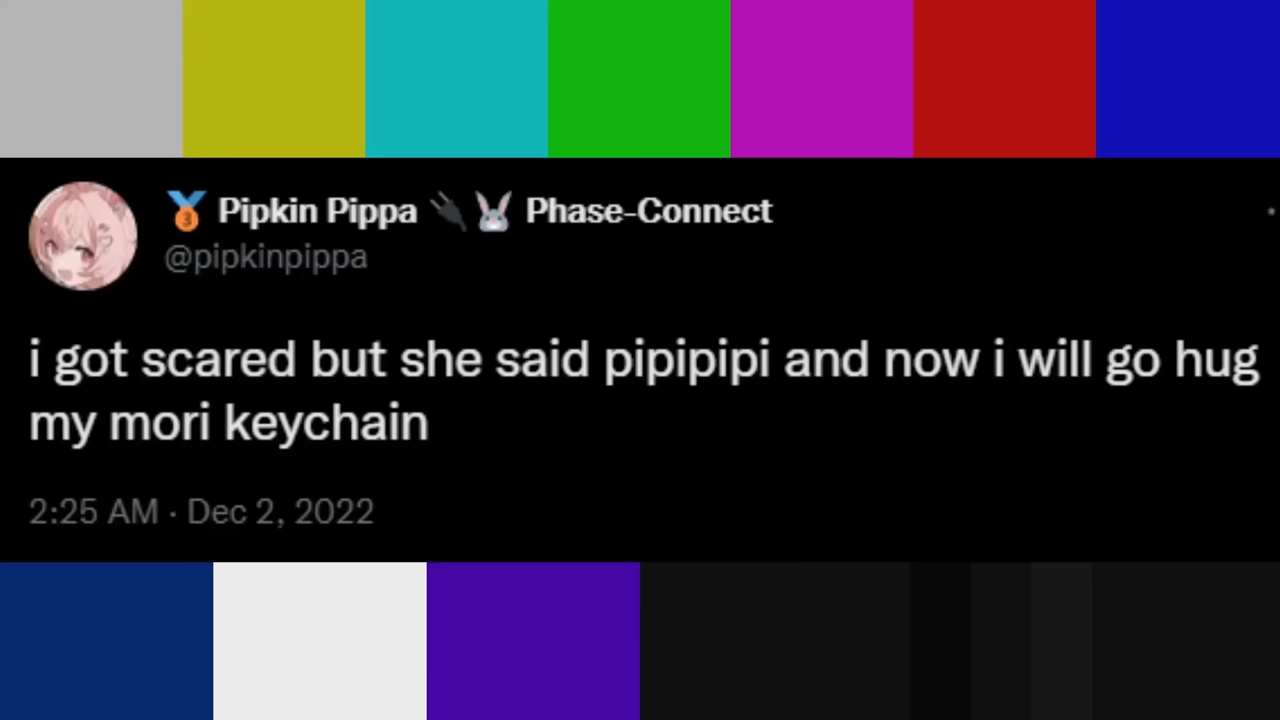 🥉 Pipkin Pippa 🔌🐰 Phase-Connect
@pipkinpippa
i got scared but she said pipipipi and now i will go hug
my mori keychain
2:25 AM · Dec 2, 2022